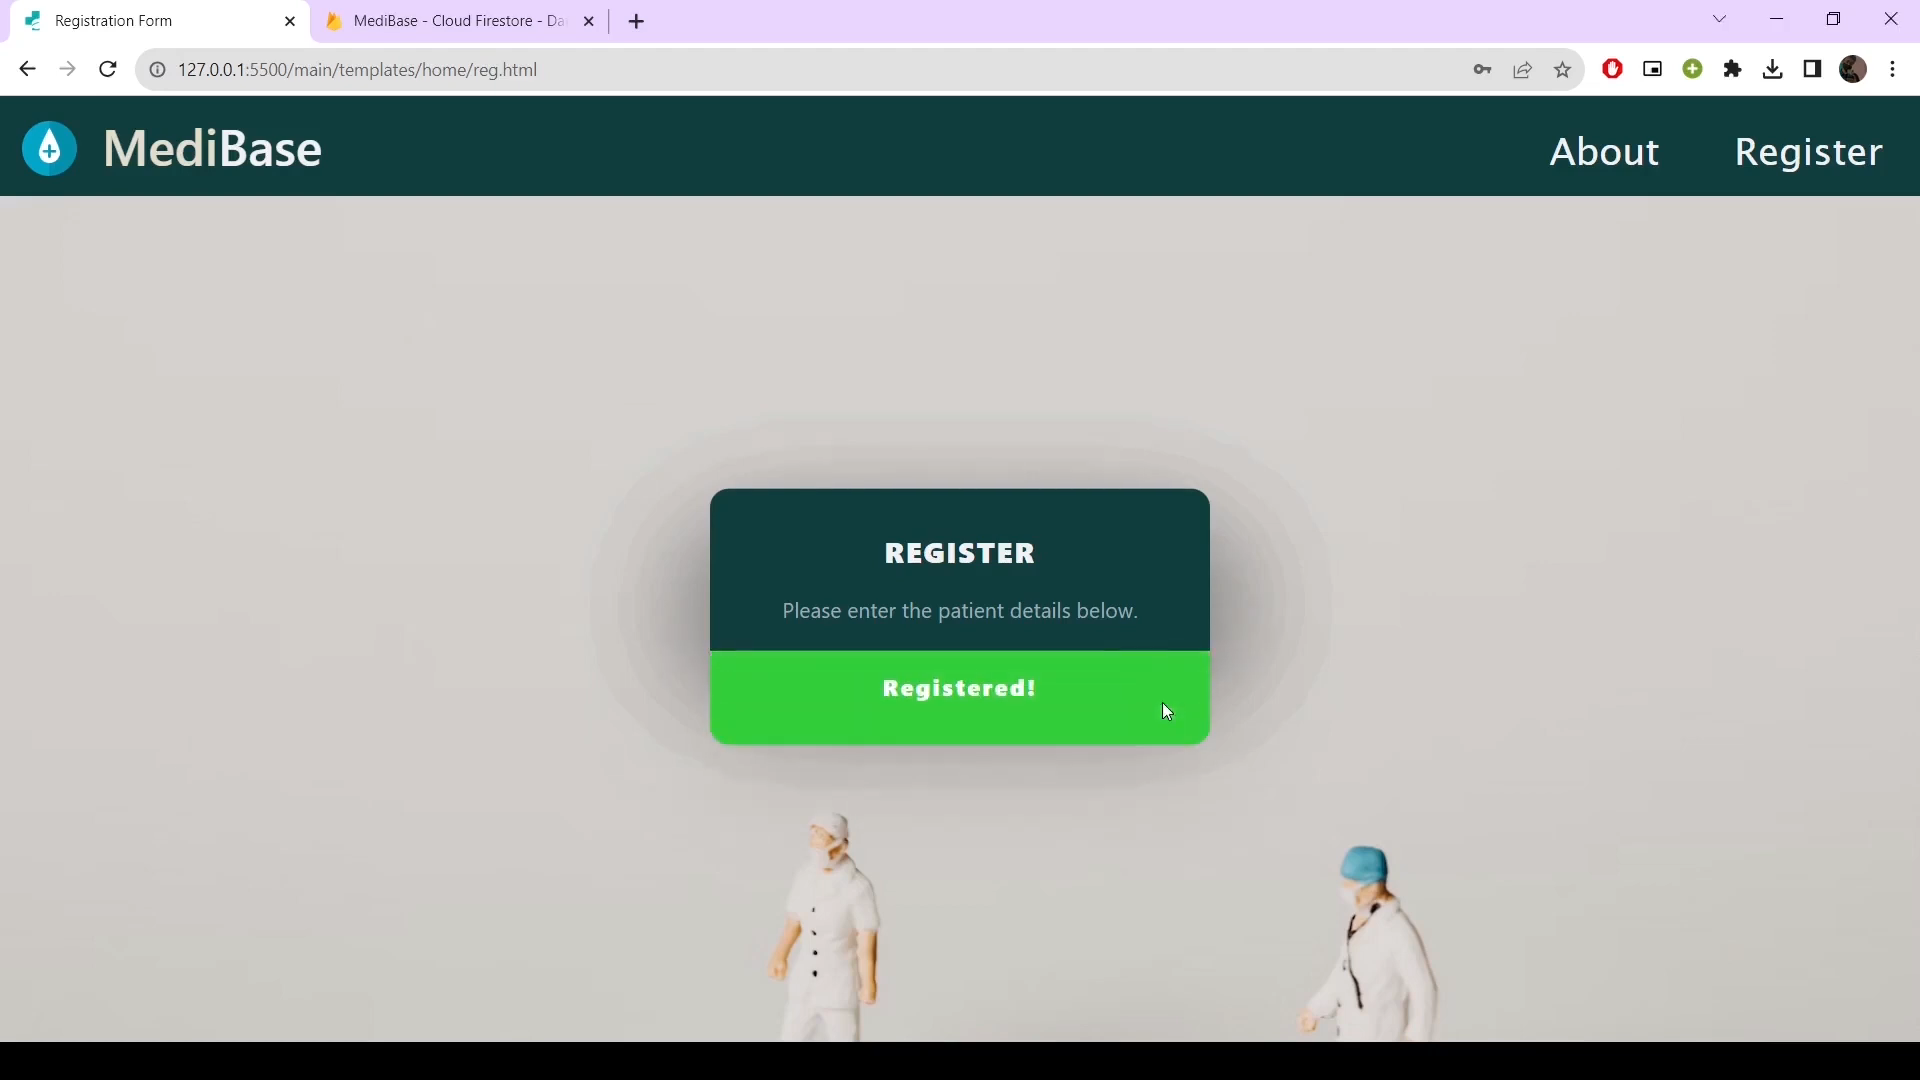 Registration Form
MediBase - Cloud Firestore - Da
127.0.0.1:5500/main/templates/home/reg.html
MediBase
About
Register
REGISTER
Please enter the patient details below.
Registered!